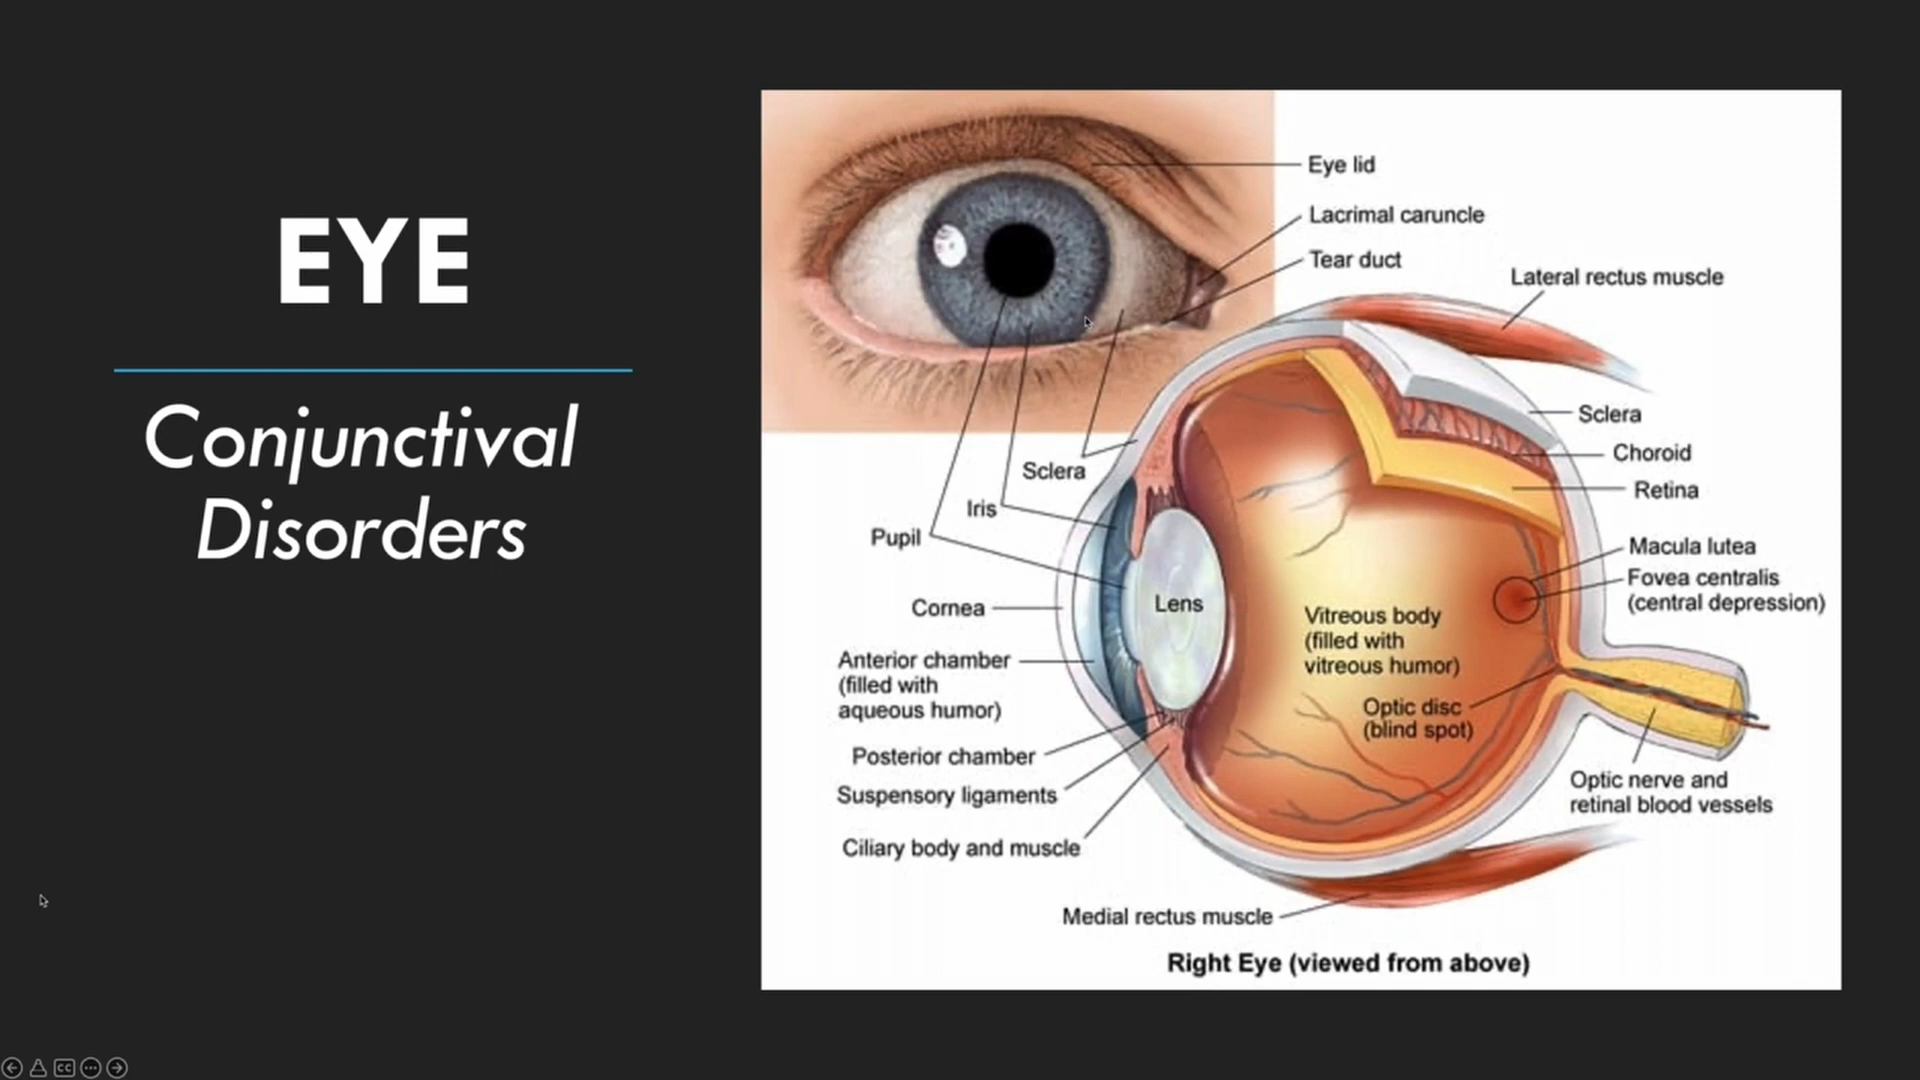 EYE
Conjunctival
Disorders
Eye lid
Lacrimal caruncle
Tear duct
Lateral rectus muscle
Sclera
Choroid
Retina
Macula lutea
Fovea centralis
(central depression)
Sclera
Iris
Pupil
Cornea
Lens
Vitreous body
(filled with
vitreous humor)
Anterior chamber
(filled with
aqueous humor)
Optic disc
(blind spot)
Posterior chamber
Suspensory ligaments
Ciliary body and muscle
Optic nerve and
retinal blood vessels
Medial rectus muscle
Right Eye (viewed from above)
CC